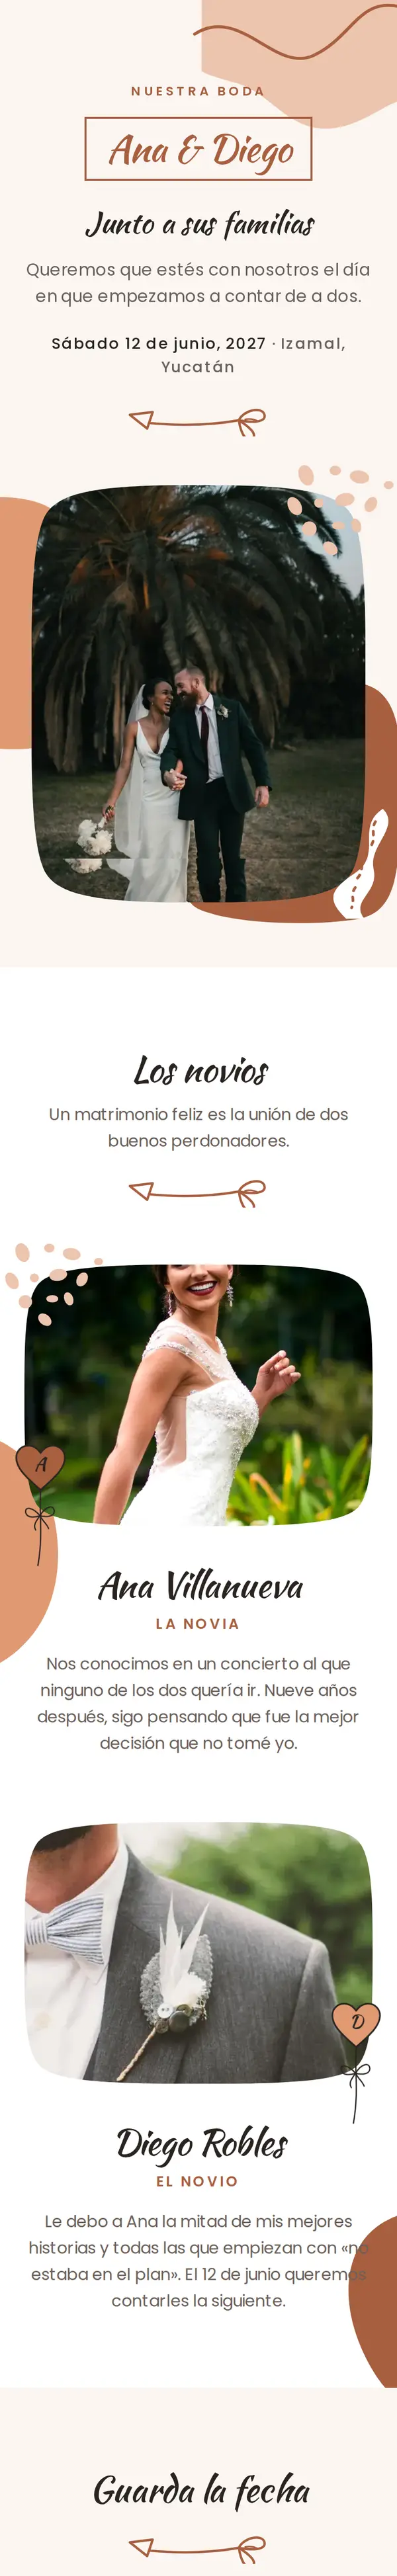 NUESTRA BODA
Ana & Diego
Junto a sus familias
Queremos que estés con nosotros el día
en que empezamos a contar de a dos.
Sábado 12 de junio, 2027 · Izamal,
Yucatán
Los novios
Un matrimonio feliz es la unión de dos
buenos perdonadores.
A
Ana Villanueva
LA NOVIA
Nos conocimos en un concierto al que
ninguno de los dos quería ir. Nueve años
después, sigo pensando que fue la mejor
decisión que no tomé yo.
D
Diego Robles
EL NOVIO
Le debo a Ana la mitad de mis mejores
historias y todas las que empiezan con «no
estaba en el plan». El 12 de junio queremos
contarles la siguiente.
Guarda la fecha